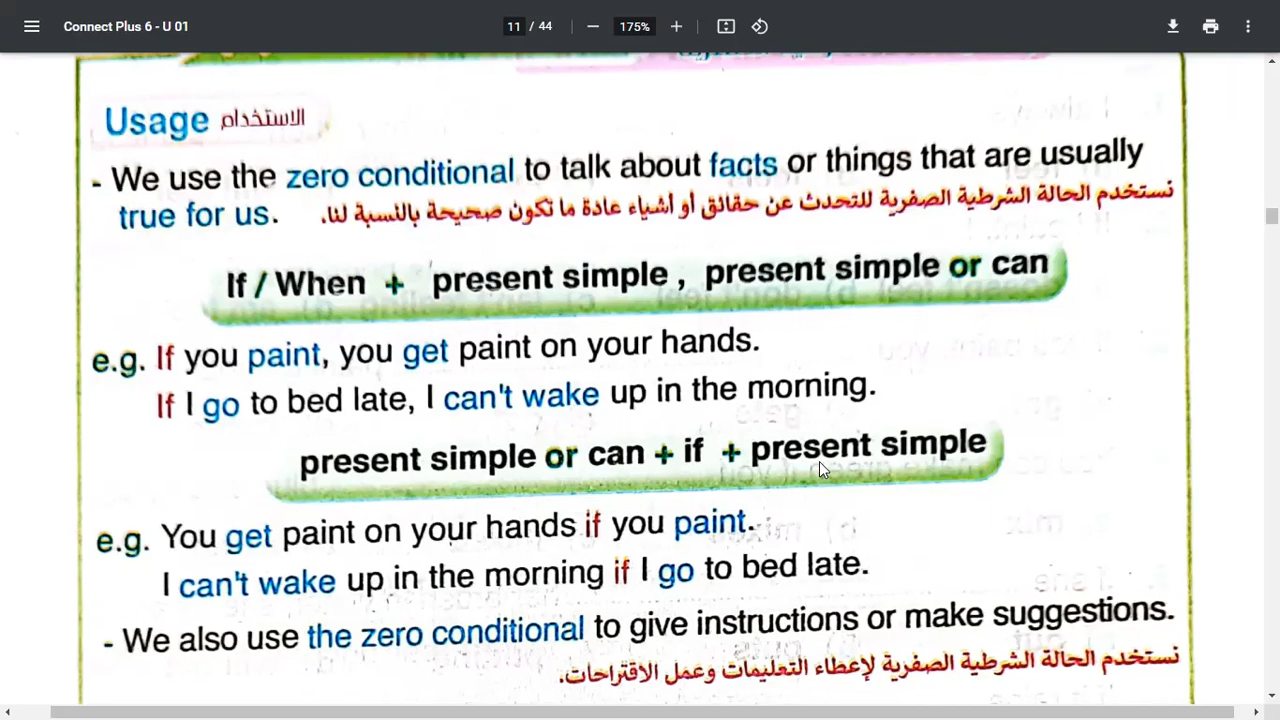 Connect Plus 6 - U 01
11 / 44
175%
Usage الاستخدام
- We use the zero conditional to talk about facts or things that are usually
true for us. نستخدم الحالة الشرطية الصفرية للتحدث عن حقائق أو أشياء عادة ما تكون صحيحة بالنسبة لنا.
If / When + present simple , present simple or can
e.g. If you paint, you get paint on your hands.
If I go to bed late, I can't wake up in the morning.
present simple or can + if + present simple
e.g. You get paint on your hands if you paint.
I can't wake up in the morning if I go to bed late.
- We also use the zero conditional to give instructions or make suggestions.
نستخدم الحالة الشرطية الصفرية لإعطاء التعليمات وعمل الاقتراحات.